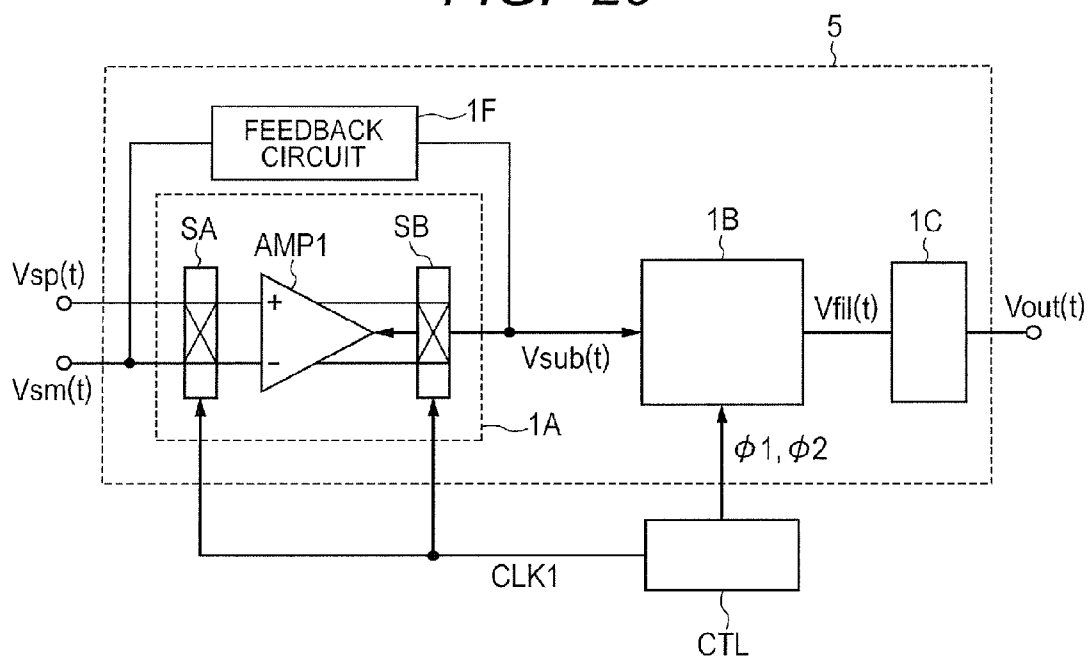 5
FEEDBACK
CIRCUIT
1F
SA
AMP1
SB
1B
1C
Vsp(t)
+
Vfil(t)
Vout(t)
Vsub(t)
Vsm(t)
−
1A
ϕ1, ϕ2
CLK1
CTL